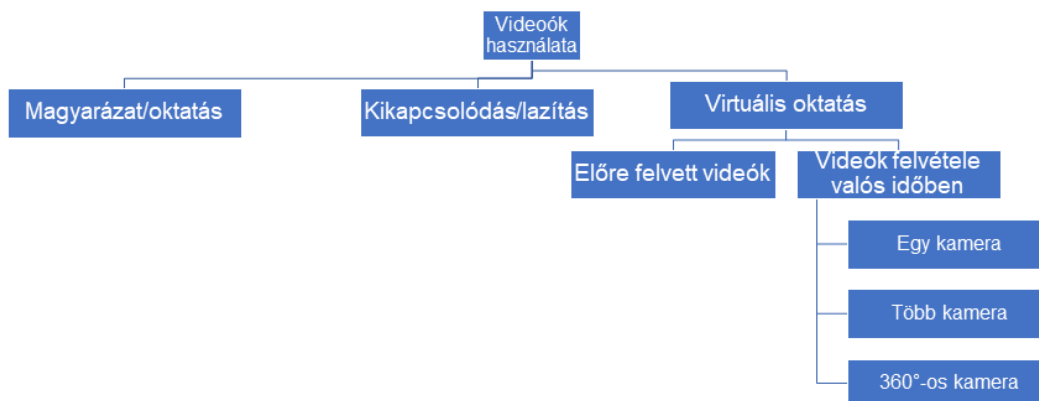 Videoók
használata
Magyarázat/oktatás
Kikapcsolódás/lazítás
Virtuális oktatás
Előre felvett videók
Videók felvétele
valós időben
Egy kamera
Több kamera
360°-os kamera